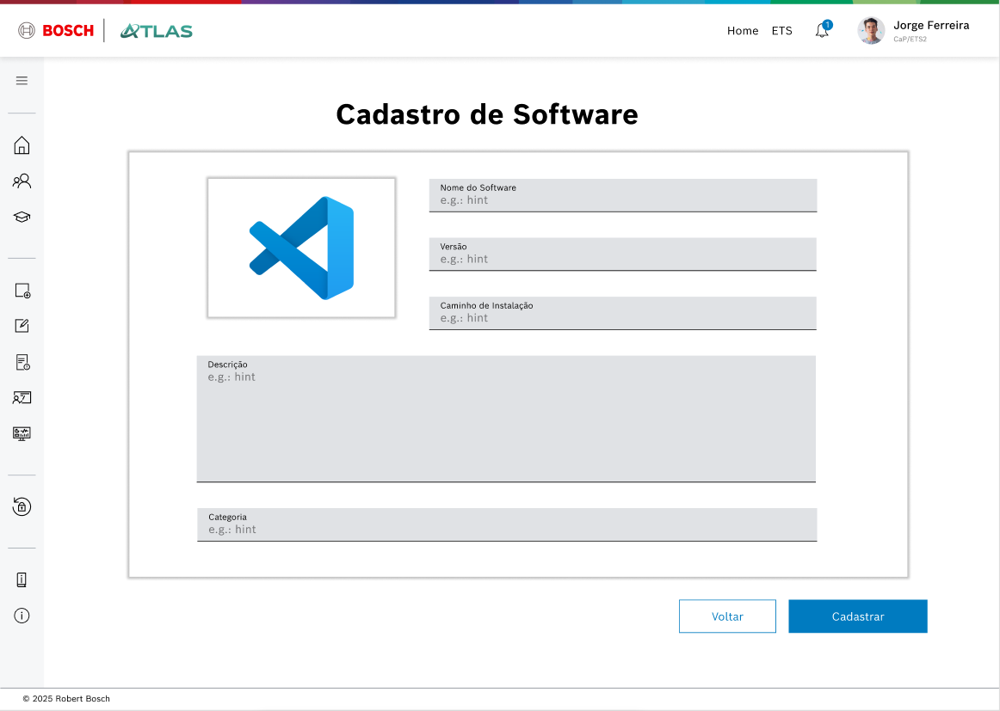 BOSCH
ATLAS
Home ETS
1
Jorge Ferreira
CaP/ETS2
Cadastro de Software
Nome do Software
e.g.: hint
Versão
e.g.: hint
Caminho de Instalação
e.g.: hint
Descrição
e.g.: hint
Categoria
e.g.: hint
Voltar
Cadastrar
© 2025 Robert Bosch